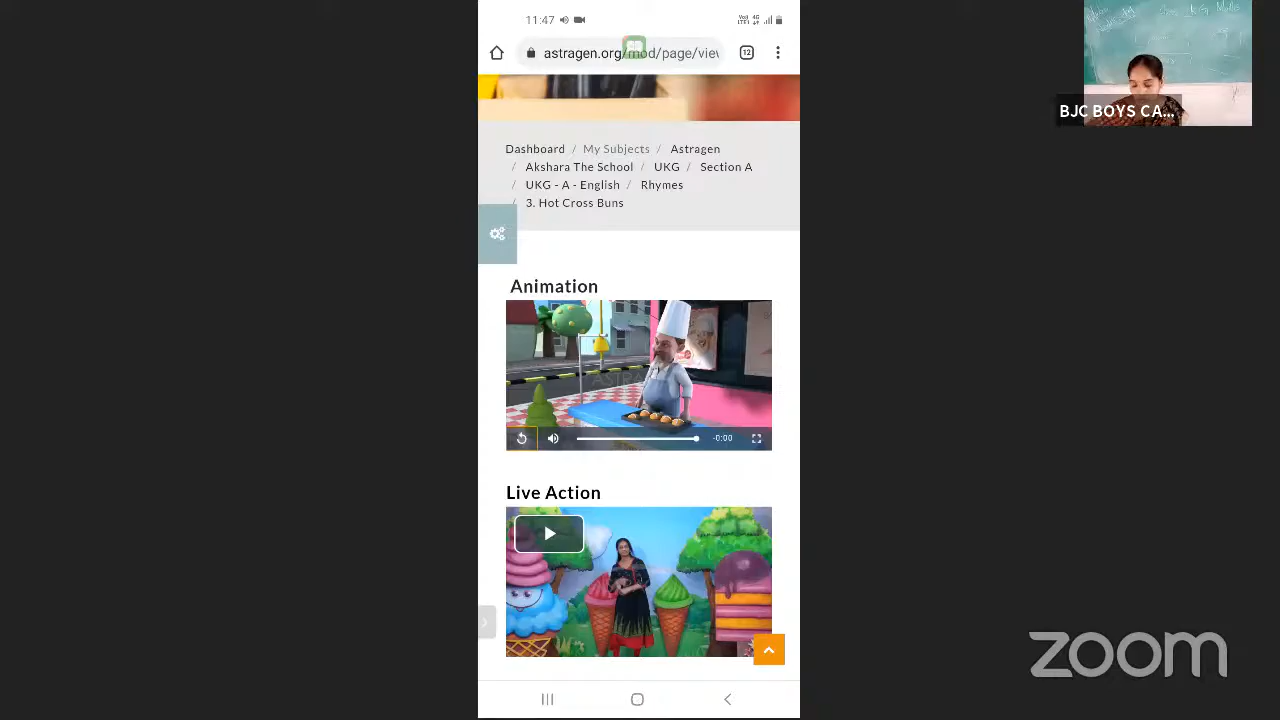 11:47
astragen.org/mod/page/view
12
BJC BOYS CA...
Dashboard / My Subjects / Astragen
/ Akshara The School / UKG / Section A
/ UKG - A - English / Rhymes
/ 3. Hot Cross Buns
Animation
-0:00
Live Action
zoom